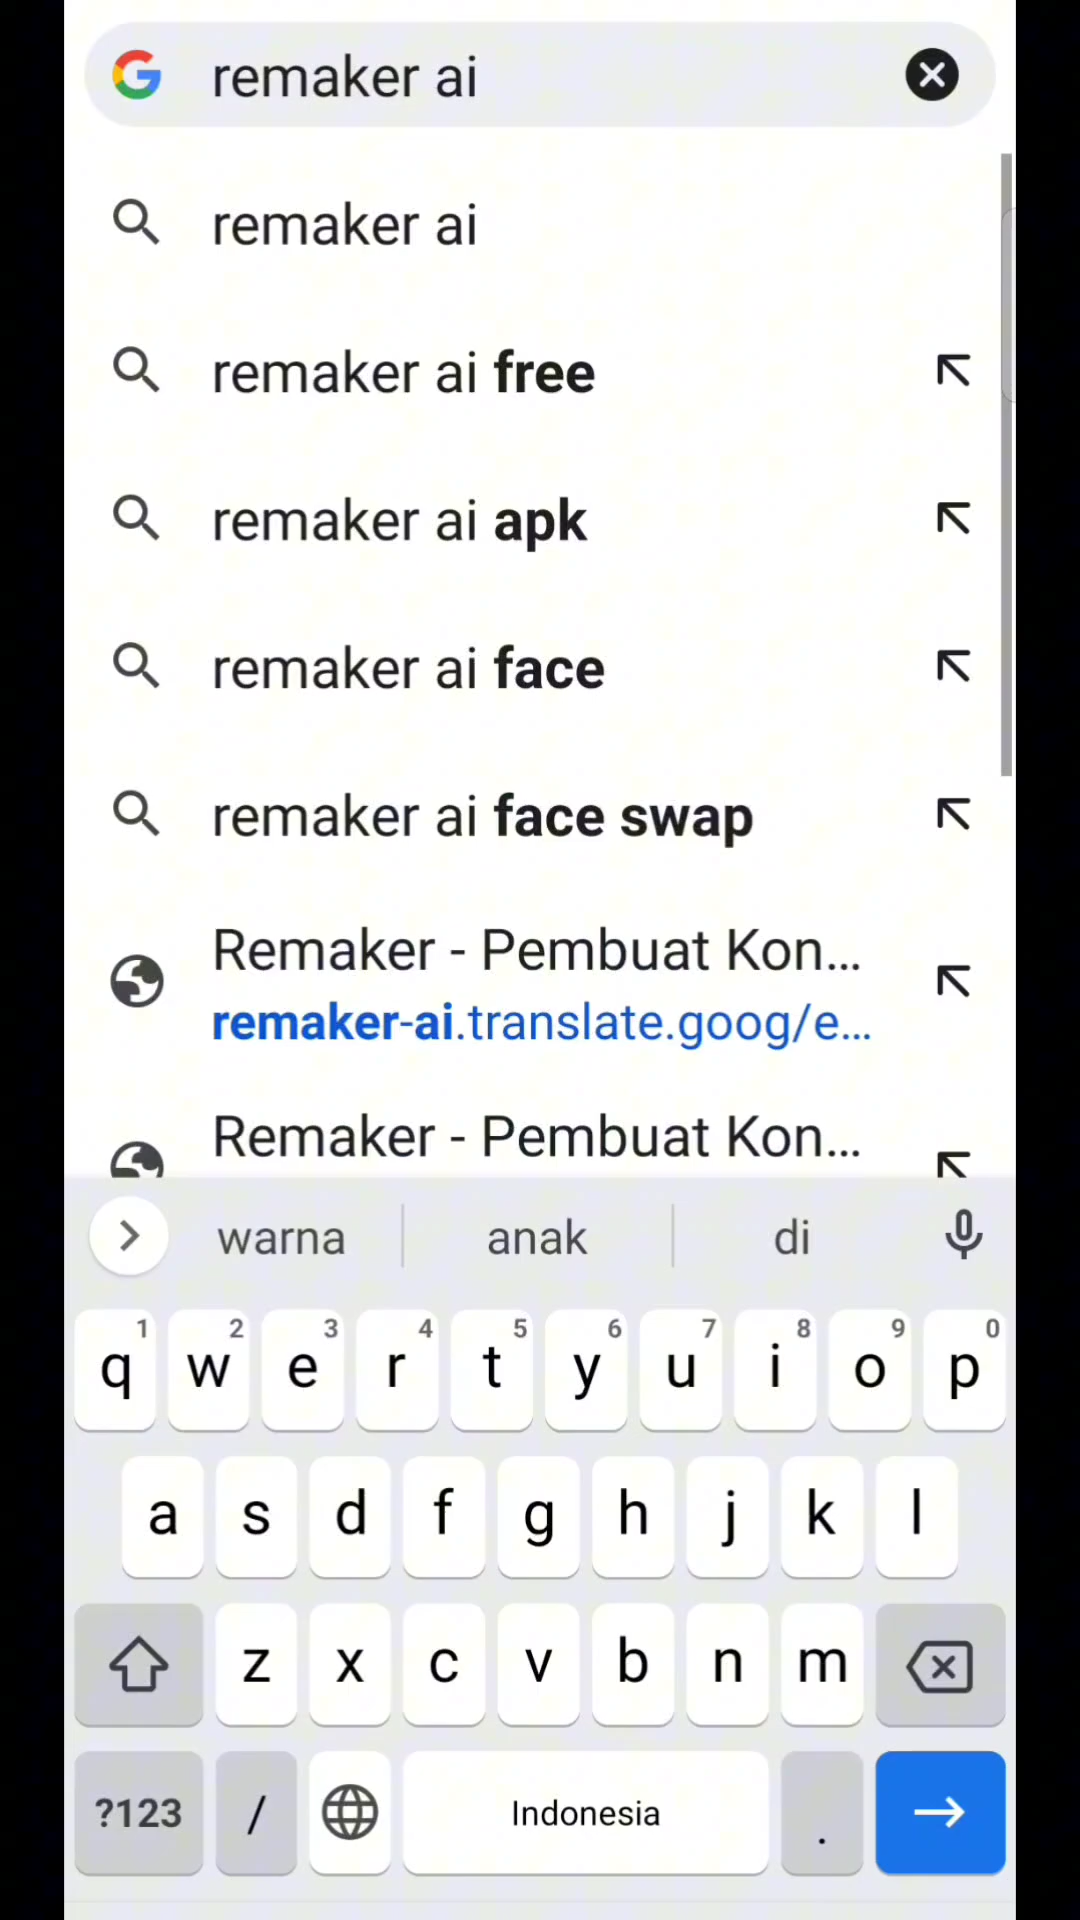 remaker ai
remaker ai
remaker ai free
remaker ai apk
remaker ai face
remaker ai face swap
Remaker - Pembuat Kon...
remaker-ai.translate.goog/e...
Remaker - Pembuat Kon...
warna anak di
1 2 3 4 5 6 7 8 9 0
q w e r t y u i o p
a s d f g h j k l
z x c v b n m
?123 / Indonesia .